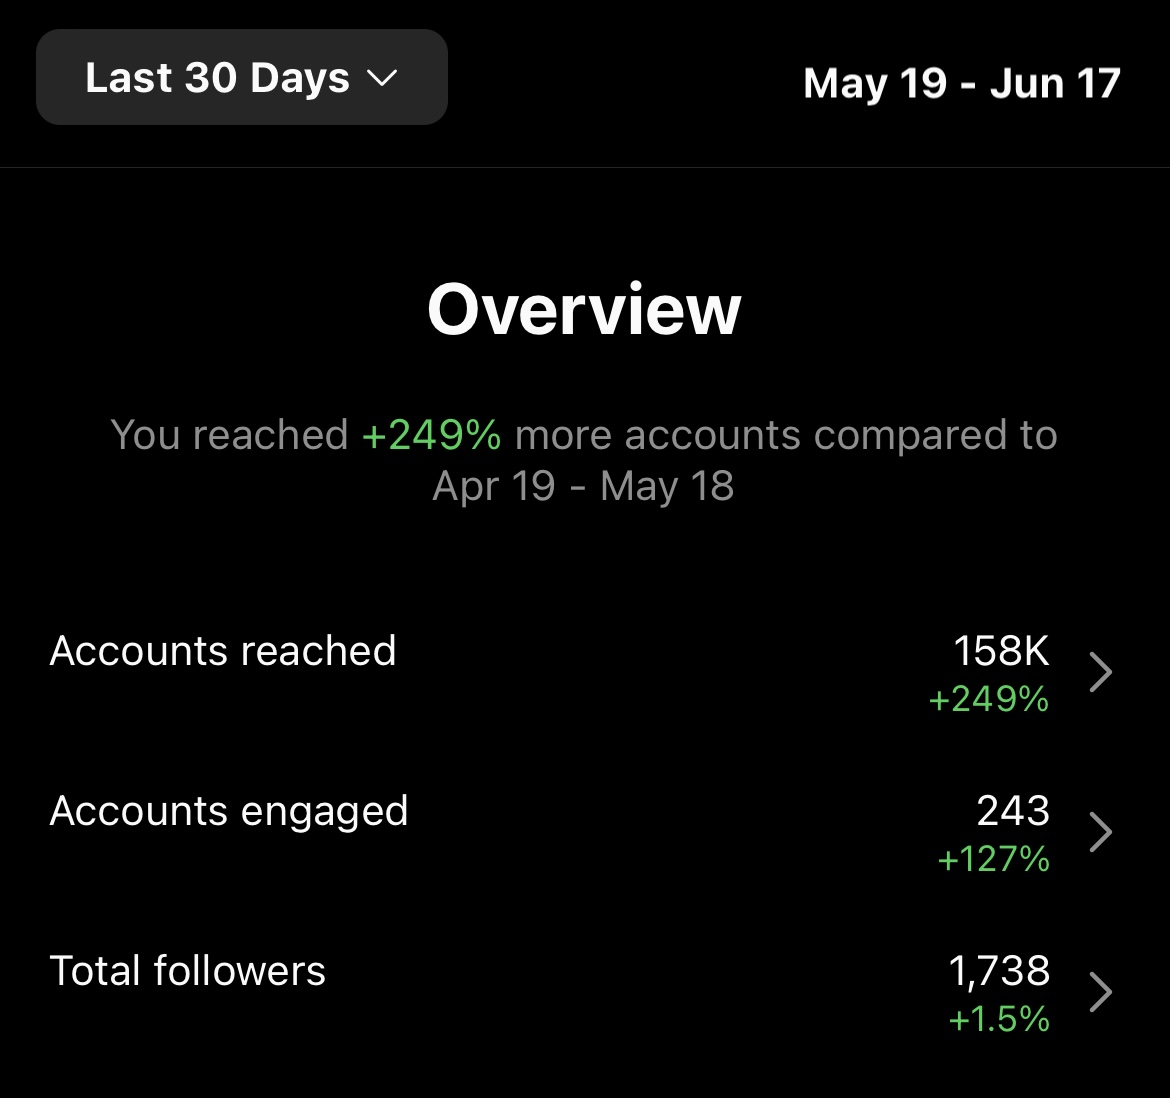 Last 30 Days
May 19 - Jun 17
Overview
You reached +249% more accounts compared to
Apr 19 - May 18
Accounts reached
158K
+249%
Accounts engaged
243
+127%
Total followers
1,738
+1.5%